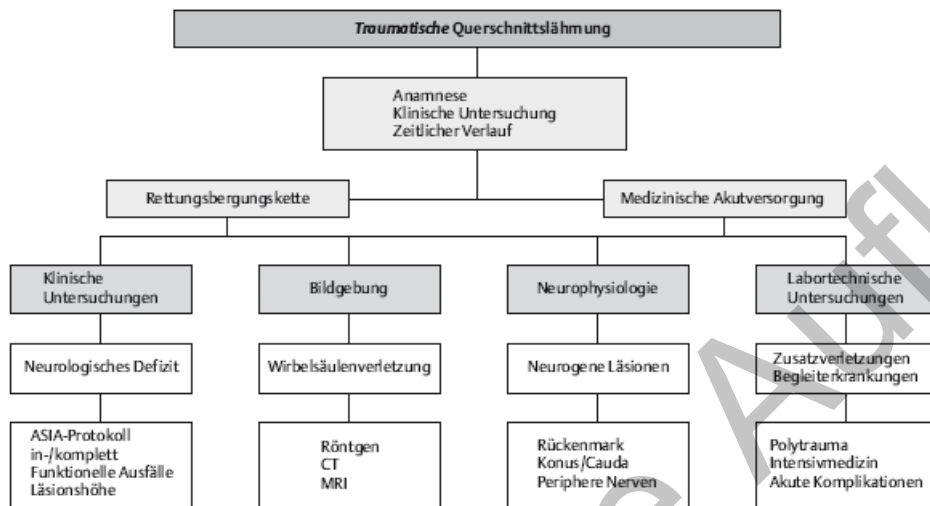 Traumatische Querschnittslähmung
Anamnese
Klinische Untersuchung
Zeitlicher Verlauf
Rettungsbergungskette
Medizinische Akutversorgung
Klinische
Untersuchungen
Bildgebung
Neurophysiologie
Labortechnische
Untersuchungen
Neurologisches Defizit
Wirbelsäulenverletzung
Neurogene Läsionen
Zusatzverletzungen
Begleiterkrankungen
ASIA-Protokoll
in-/komplett
Funktionelle Ausfälle
Läsionshöhe
Röntgen
CT
MRI
Rückenmark
Konus/Cauda
Periphere Nerven
Polytrauma
Intensivmedizin
Akute Komplikationen
e Aufl